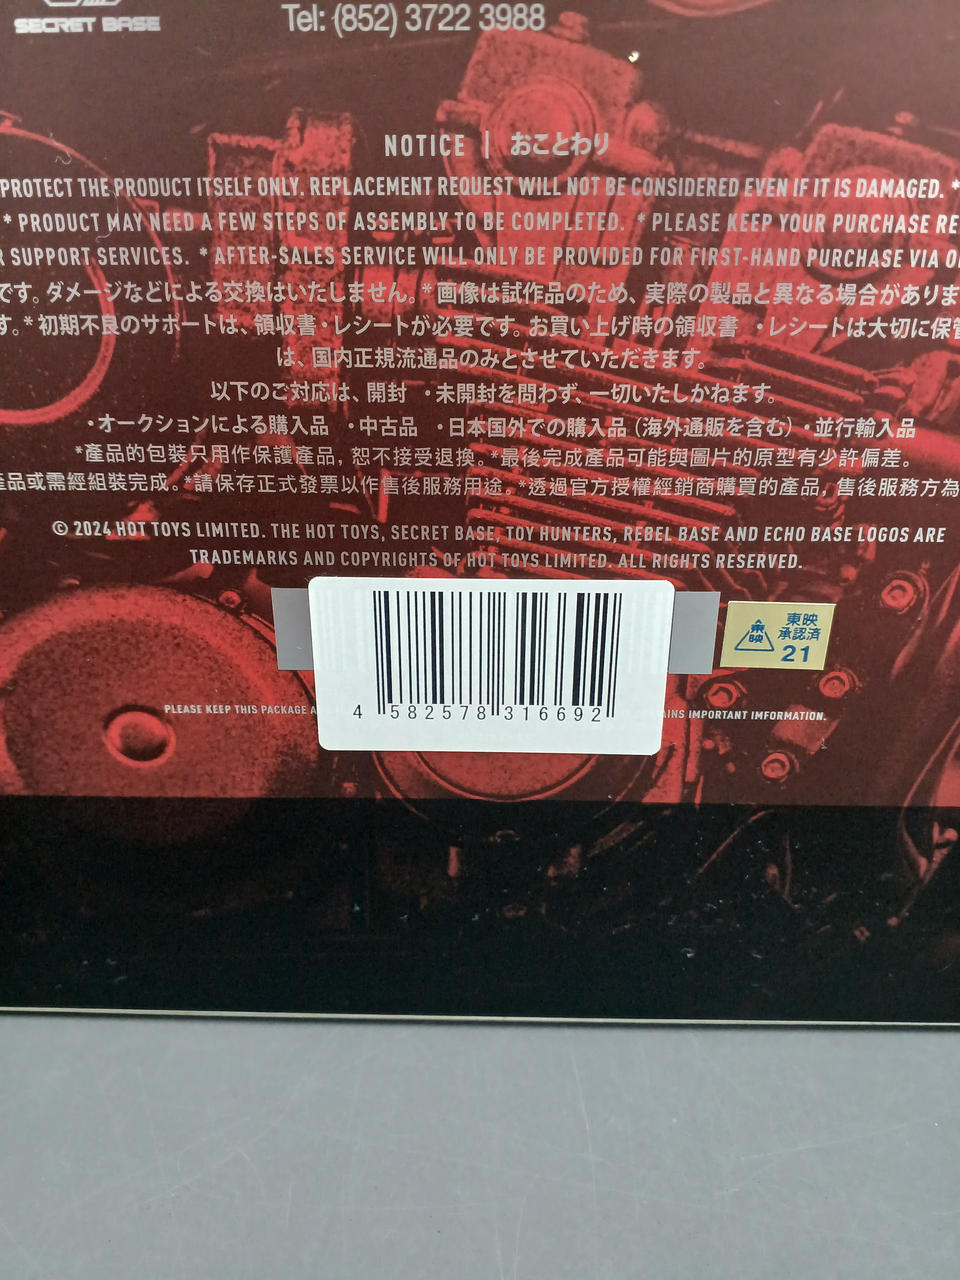 SECRET BASE
Tel: (852) 3722 3988
NOTICE | おことわり
PROTECT THE PRODUCT ITSELF ONLY. REPLACEMENT REQUEST WILL NOT BE CONSIDERED EVEN IF IT IS DAMAGED. *
* PRODUCT MAY NEED A FEW STEPS OF ASSEMBLY TO BE COMPLETED. * PLEASE KEEP YOUR PURCHASE RE
R SUPPORT SERVICES. * AFTER-SALES SERVICE WILL ONLY BE PROVIDED FOR FIRST-HAND PURCHASE VIA
です。ダメージなどによる交換はいたしません。* 画像は試作品のため、実際の製品と異なる場合がありま
す。* 初期不良のサポートは、領収書・レシートが必要です。お買い上げ時の領収書 ・レシートは大切に保管
は、国内正規流通品のみとさせていただきます。
以下のご対応は、開封 ・未開封を問わず、一切いたしかねます。
・オークションによる購入品 ・中古品 ・日本国外での購入品（海外通販を含む）・並行輸入品
*產品的包裝只用作保護產品，恕不接受退換。*最後完成產品可能與圖片的原型有少許偏差。
產品或需經組裝完成。*請保存正式發票以作售後服務用途。*透過官方授權經銷商購買的產品，售後服務方為
© 2024 HOT TOYS LIMITED. THE HOT TOYS, SECRET BASE, TOY HUNTERS, REBEL BASE AND ECHO BASE LOGOS ARE
TRADEMARKS AND COPYRIGHTS OF HOT TOYS LIMITED. ALL RIGHTS RESERVED.
東映
承認済
21
東映
4 582578 316692
PLEASE KEEP THIS PACKAGE A
AINS IMPORTANT IMFORMATION.